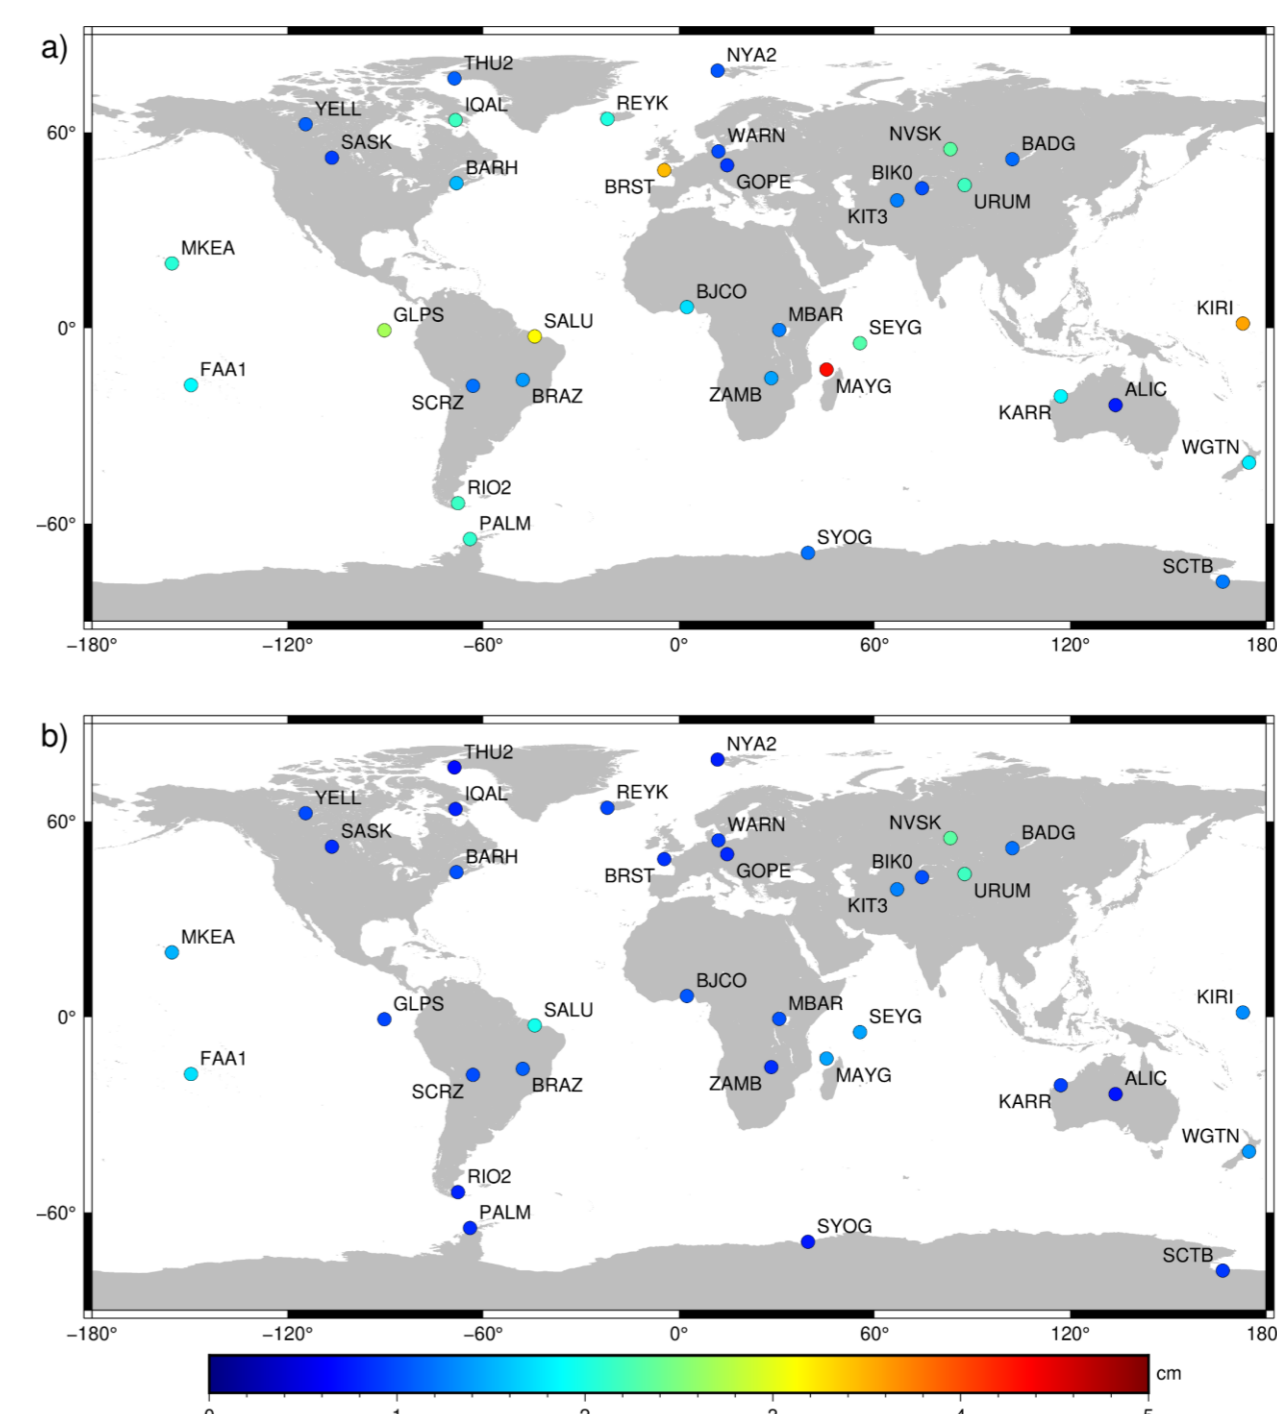 a)
THU2
NYA2
YELL
IQAL
REYK
60°
SASK
WARN
NVSK
BADG
BARH
BRST
GOPE
BIK0
KIT3
URUM
MKEA
BJCO
KIRI
GLPS
SALU
MBAR
SEYG
0°
FAA1
SCRZ
BRAZ
ZAMB
MAYG
KARR
ALIC
WGTN
RIO2
−60°
PALM
SYOG
SCTB
−180° −120° −60° 0° 60° 120° 180
b)
THU2
NYA2
YELL
IQAL
REYK
60°
SASK
WARN
NVSK
BADG
BARH
BRST
GOPE
BIK0
KIT3
URUM
MKEA
BJCO
KIRI
GLPS
SALU
MBAR
SEYG
0°
FAA1
SCRZ
BRAZ
ZAMB
MAYG
KARR
ALIC
WGTN
RIO2
−60°
PALM
SYOG
SCTB
−180° −120° −60° 0° 60° 120° 180
cm